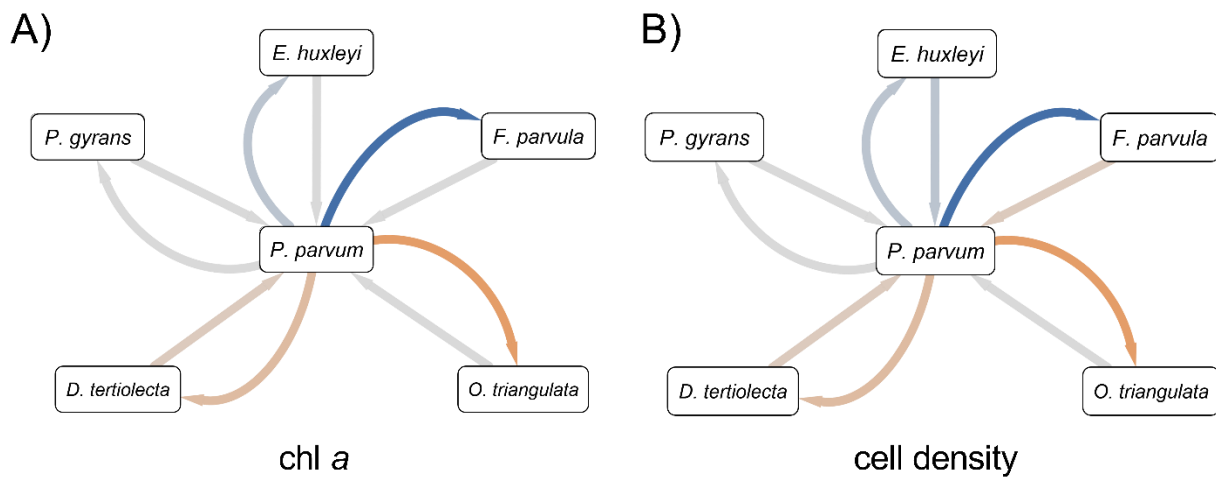 A)
E. huxleyi
P. gyrans
F. parvula
P. parvum
D. tertiolecta
O. triangulata
chl a
B)
E. huxleyi
P. gyrans
F. parvula
P. parvum
D. tertiolecta
O. triangulata
cell density